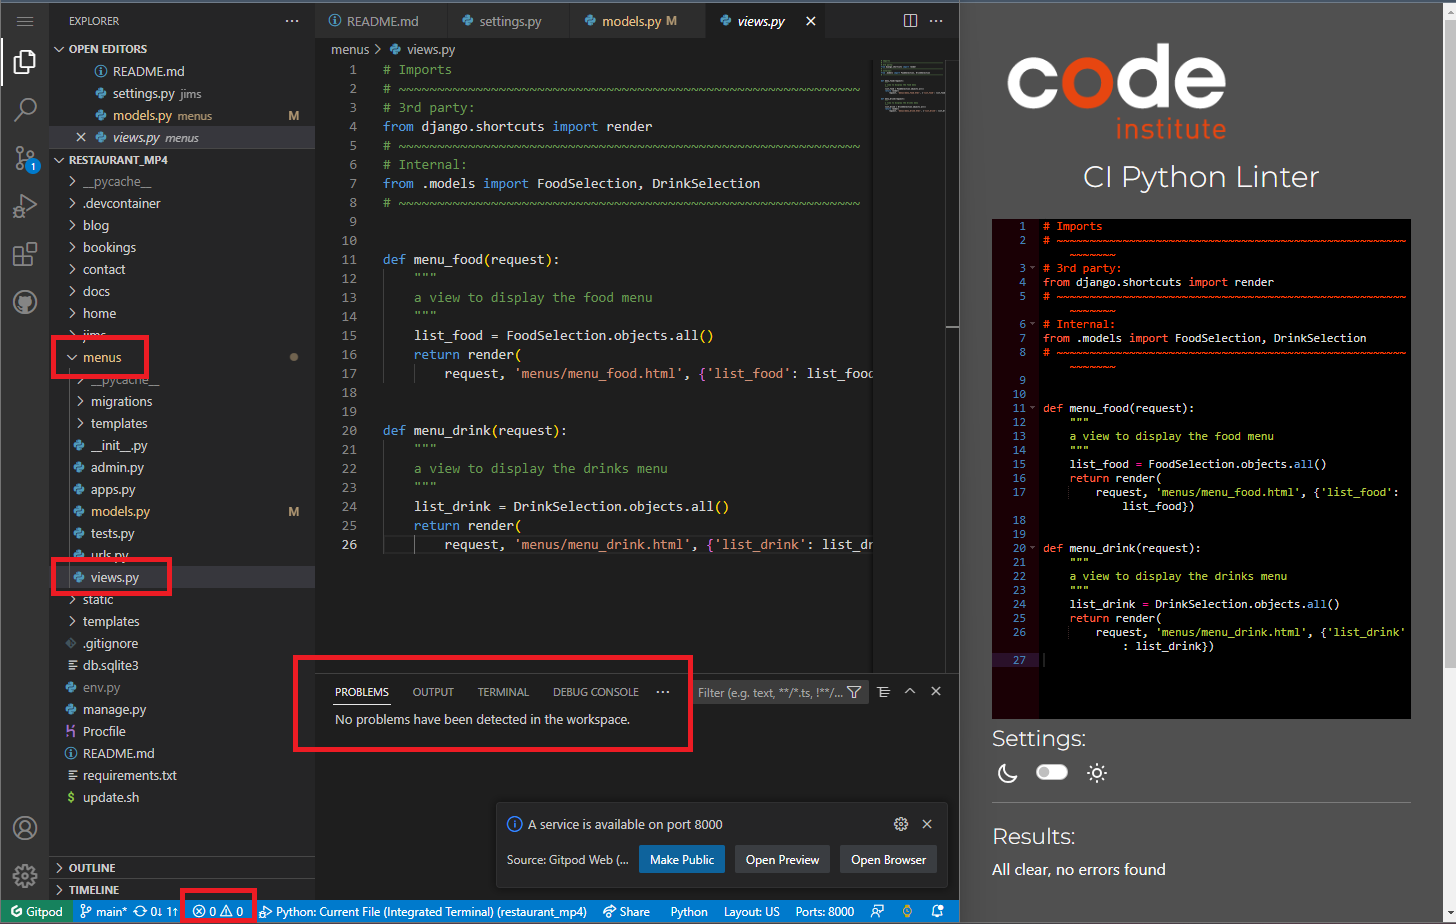 EXPLORER
OPEN EDITORS
README.md
settings.py jims
models.py menus M
views.py menus
RESTAURANT_MP4
__pycache__
.devcontainer
blog
bookings
contact
docs
home
jims
menus
__pycache__
migrations
templates
__init__.py
admin.py
apps.py
models.py M
tests.py
urls.py
views.py
static
templates
.gitignore
db.sqlite3
env.py
manage.py
Procfile
README.md
requirements.txt
update.sh
OUTLINE
TIMELINE
1
README.md settings.py models.py M views.py
menus > views.py
1 # Imports
2 # ~~~~~~~~~~~~~~~~~~~~~~~~~~~~~~~~~~~~~~~~~~~~~~~~~~~~~~~~~~~~
3 # 3rd party:
4 from django.shortcuts import render
5 # ~~~~~~~~~~~~~~~~~~~~~~~~~~~~~~~~~~~~~~~~~~~~~~~~~~~~~~~~~~~~
6 # Internal:
7 from .models import FoodSelection, DrinkSelection
8 # ~~~~~~~~~~~~~~~~~~~~~~~~~~~~~~~~~~~~~~~~~~~~~~~~~~~~~~~~~~~~
9
10
11 def menu_food(request):
12 """
13 a view to display the food menu
14 """
15 list_food = FoodSelection.objects.all()
16 return render(
17 request, 'menus/menu_food.html', {'list_food': list_food
18
19
20 def menu_drink(request):
21 """
22 a view to display the drinks menu
23 """
24 list_drink = DrinkSelection.objects.all()
25 return render(
26 request, 'menus/menu_drink.html', {'list_drink': list_dr
PROBLEMS OUTPUT TERMINAL DEBUG CONSOLE ... Filter (e.g. text, **/*.ts, !**/...
No problems have been detected in the workspace.
A service is available on port 8000
Source: Gitpod Web (... Make Public Open Preview Open Browser
Gitpod main* 0↓ 1↑ 0 0 Python: Current File (Integrated Terminal) (restaurant_mp4) Share Python Layout: US Ports: 8000
code
institute
CI Python Linter
1 # Imports
2 # ~~~~~~~~~~~~~~~~~~~~~~~~~~~~~~~~~~~~~~~~~~~~~~~~~~~~~
~~~~~~~
3 # 3rd party:
4 from django.shortcuts import render
5 # ~~~~~~~~~~~~~~~~~~~~~~~~~~~~~~~~~~~~~~~~~~~~~~~~~~~~~
~~~~~~~
6 # Internal:
7 from .models import FoodSelection, DrinkSelection
8 # ~~~~~~~~~~~~~~~~~~~~~~~~~~~~~~~~~~~~~~~~~~~~~~~~~~~~~
~~~~~~~
9
10
11 def menu_food(request):
12 """
13 a view to display the food menu
14 """
15 list_food = FoodSelection.objects.all()
16 return render(
17 request, 'menus/menu_food.html', {'list_food':
list_food})
18
19
20 def menu_drink(request):
21 """
22 a view to display the drinks menu
23 """
24 list_drink = DrinkSelection.objects.all()
25 return render(
26 request, 'menus/menu_drink.html', {'list_drink'
: list_drink})
27
Settings:
Results:
All clear, no errors found